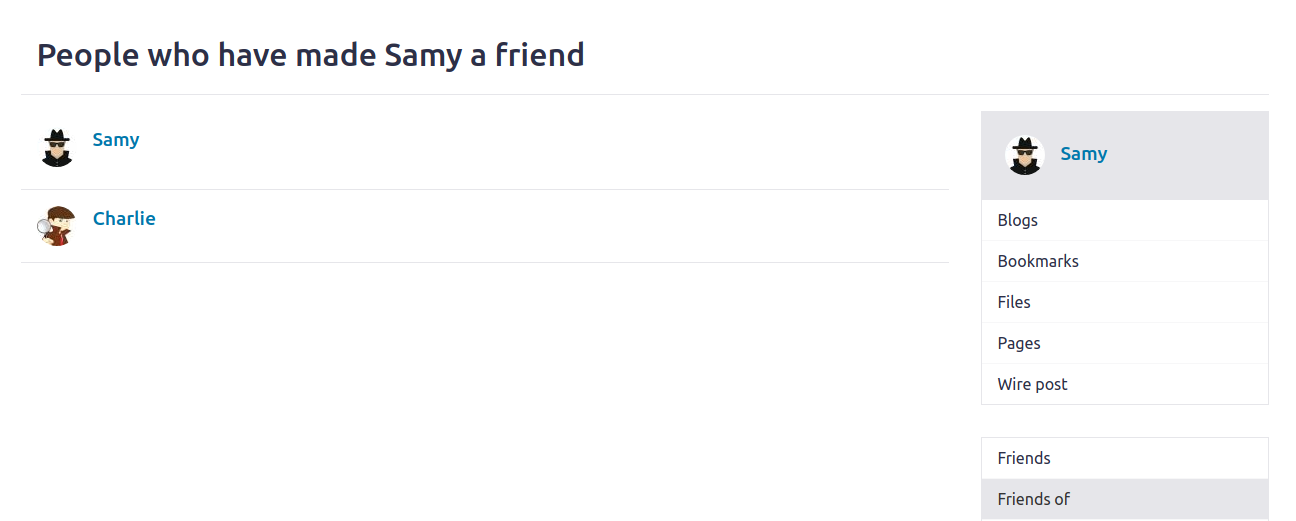 People who have made Samy a friend
Samy
Charlie
Samy
Blogs
Bookmarks
Files
Pages
Wire post
Friends
Friends of